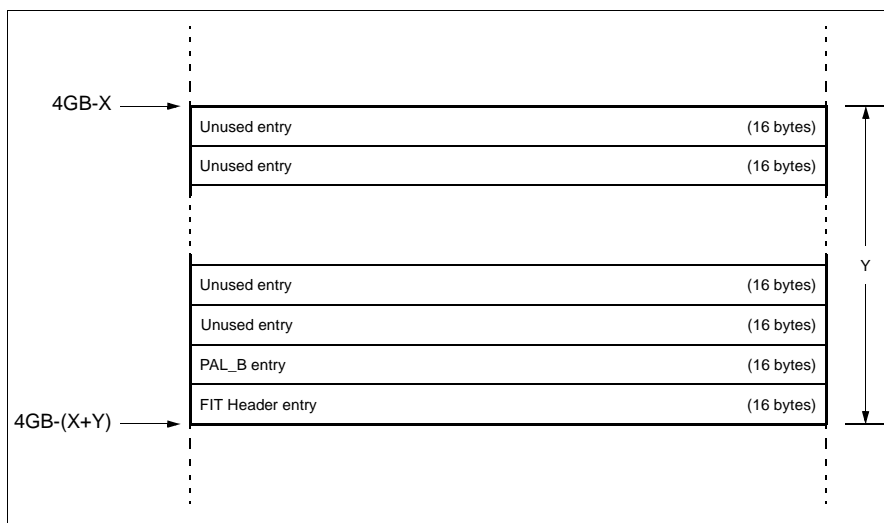 4GB-X
Unused entry (16 bytes)
Unused entry (16 bytes)
Y
Unused entry (16 bytes)
Unused entry (16 bytes)
PAL_B entry (16 bytes)
FIT Header entry (16 bytes)
4GB-(X+Y)